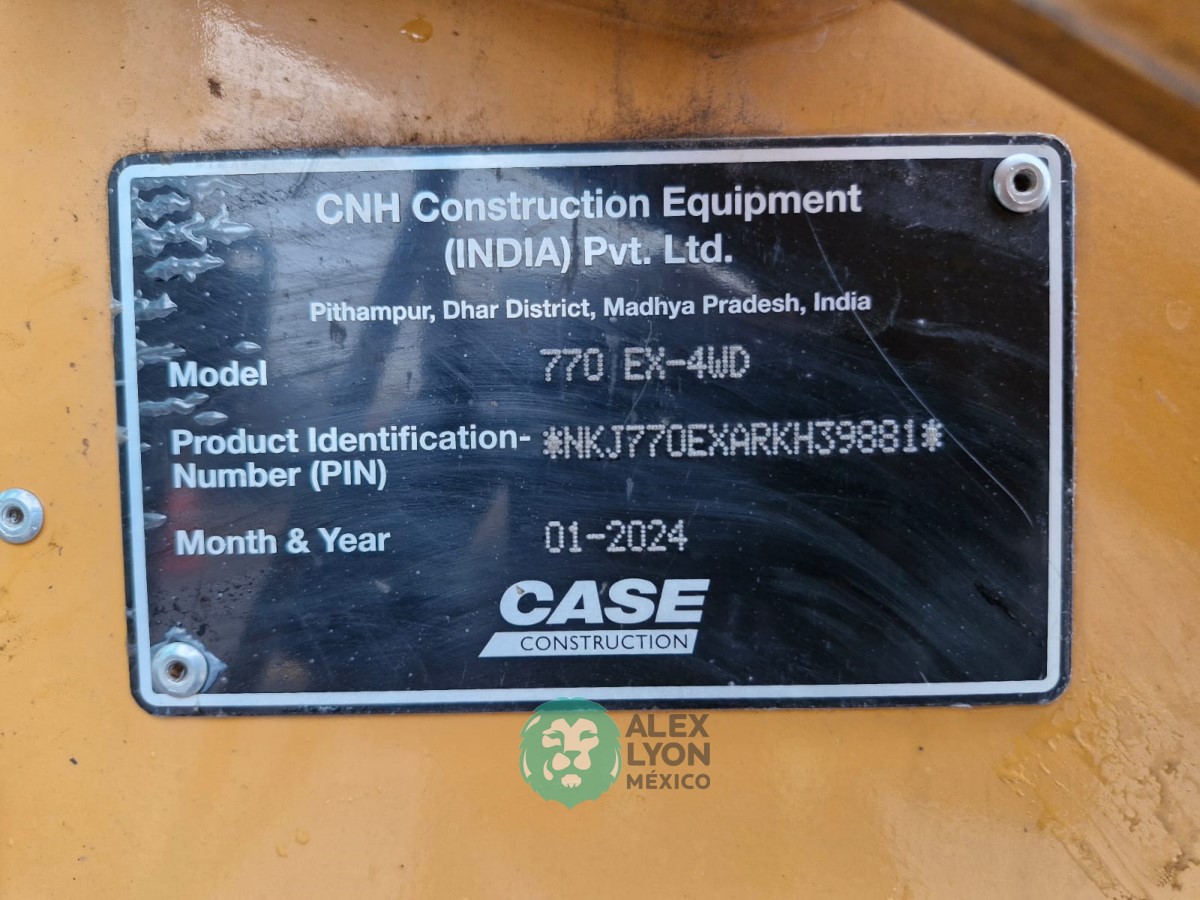 CNH Construction Equipment
(INDIA) Pvt. Ltd.
Pithampur, Dhar District, Madhya Pradesh, India
Model 770 EX-4WD
Product Identification- *NKJ770EXARKH39881*
Number (PIN)
Month & Year 01-2024
CASE
CONSTRUCTION
ALEX
LYON
MÉXICO